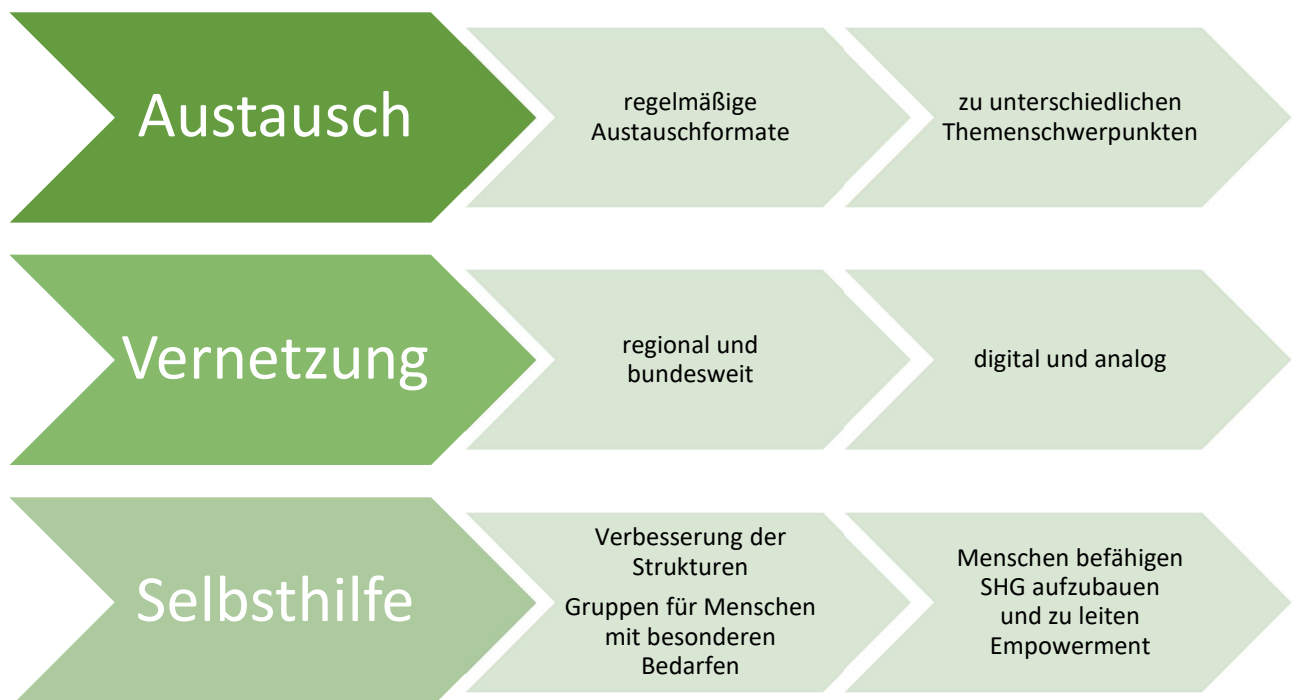 Austausch
regelmäßige
Austauschformate
zu unterschiedlichen
Themenschwerpunkten
Vernetzung
regional und
bundesweit
digital und analog
Selbsthilfe
Verbesserung der
Strukturen
Gruppen für Menschen
mit besonderen
Bedarfen
Menschen befähigen
SHG aufzubauen
und zu leiten
Empowerment